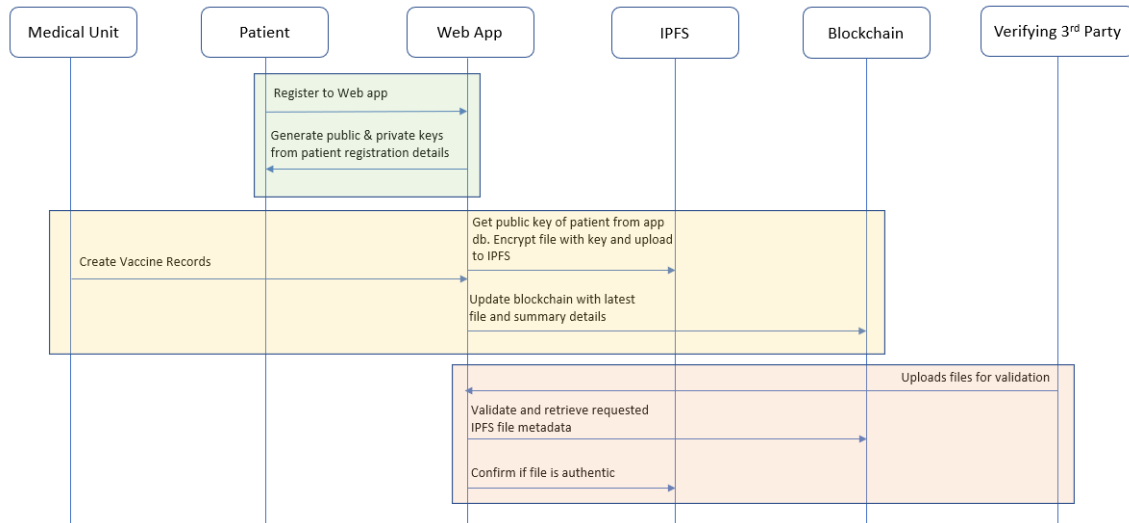 Medical Unit
Patient
Web App
IPFS
Blockchain
Verifying 3rd Party
Register to Web app
Generate public & private keys
from patient registration details
Get public key of patient from app
db. Encrypt file with key and upload
to IPFS
Create Vaccine Records
Update blockchain with latest
file and summary details
Uploads files for validation
Validate and retrieve requested
IPFS file metadata
Confirm if file is authentic